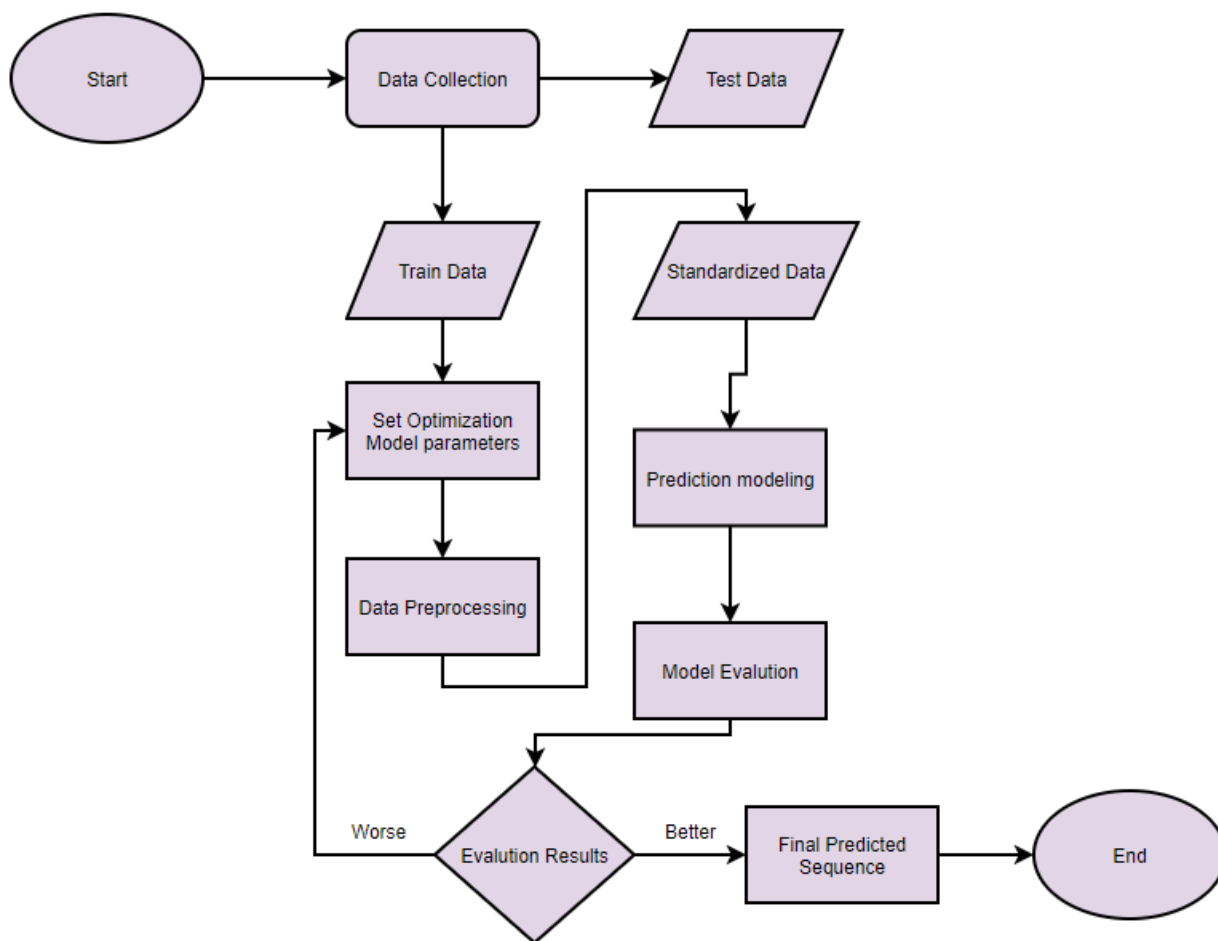 Start
Data Collection
Test Data
Train Data
Standardized Data
Set Optimization
Model parameters
Prediction modeling
Data Preprocessing
Model Evalution
Worse
Evalution Results
Better
Final Predicted
Sequence
End